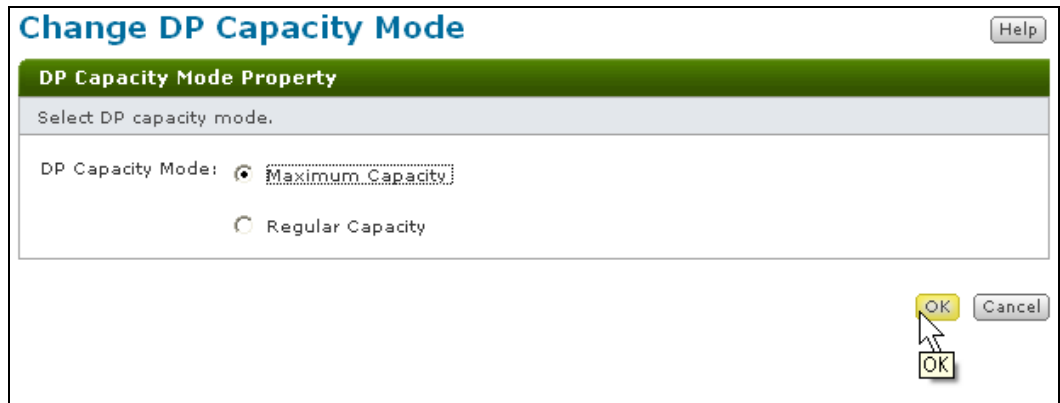 Change DP Capacity Mode
Help
DP Capacity Mode Property
Select DP capacity mode.
DP Capacity Mode: Maximum Capacity
Regular Capacity
OK Cancel
OK